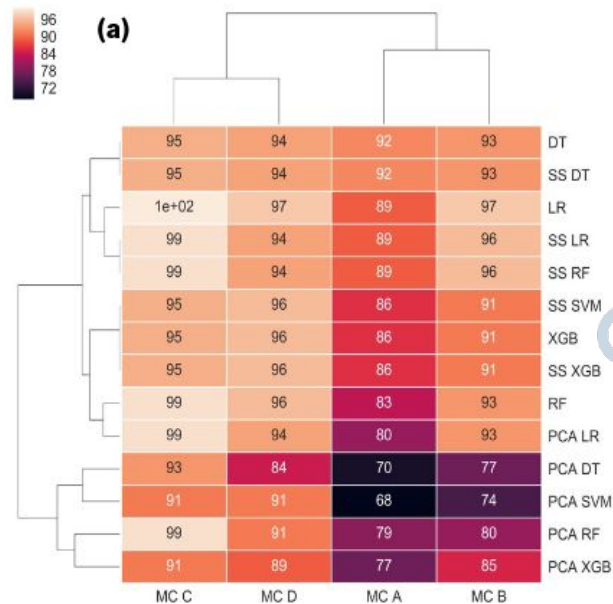 96
90
84
78
72
(a)
95 94 92 93 DT
95 94 92 93 SS DT
1e+02 97 89 97 LR
99 94 89 96 SS LR
99 94 89 96 SS RF
95 96 86 91 SS SVM
95 96 86 91 XGB
95 96 86 91 SS XGB
99 96 83 93 RF
99 94 80 93 PCA LR
93 84 70 77 PCA DT
91 91 68 74 PCA SVM
99 91 79 80 PCA RF
91 89 77 85 PCA XGB
MC C MC D MC A MC B